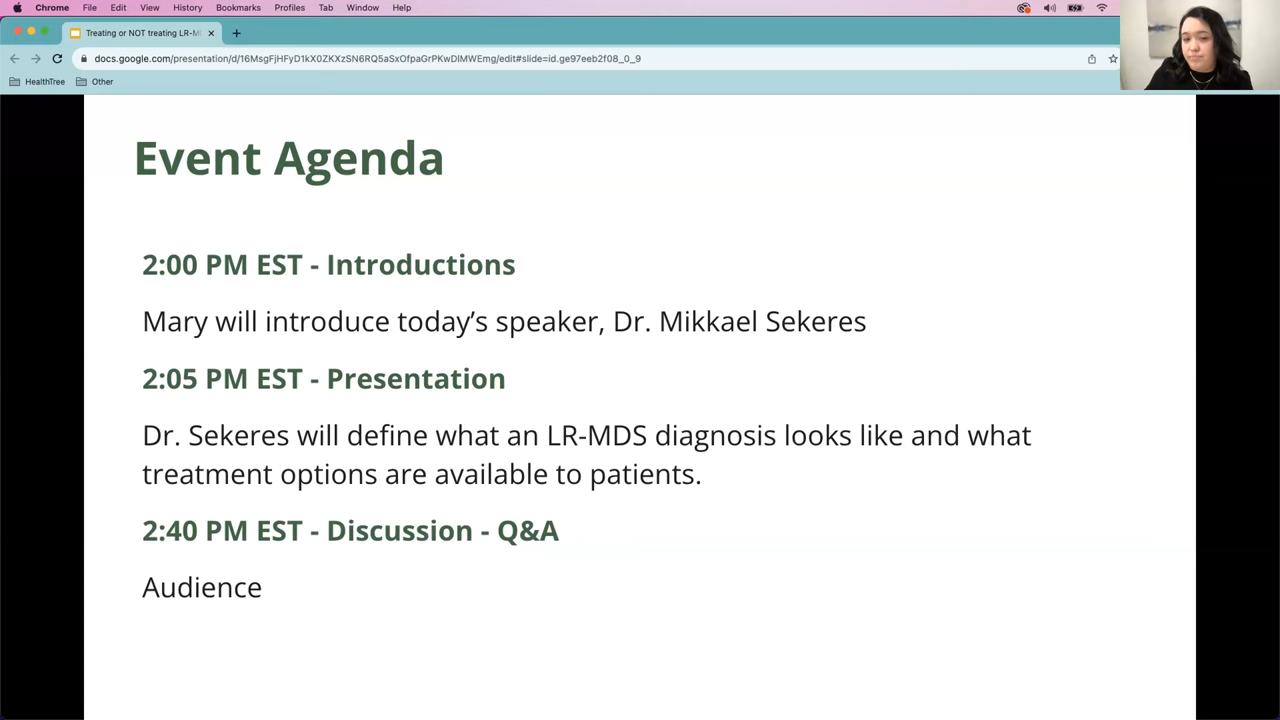 Chrome File Edit View History Bookmarks Profiles Tab Window Help
Treating or NOT treating LR-M
docs.google.com/presentation/d/16MsgFjHFyD1kX0ZKXzSN6RQ5aSxOfpaGrPKwDlMWEmg/edit#slide=id.ge97eeb2f08_0_9
HealthTree Other
Event Agenda
2:00 PM EST - Introductions
Mary will introduce today’s speaker, Dr. Mikkael Sekeres
2:05 PM EST - Presentation
Dr. Sekeres will define what an LR-MDS diagnosis looks like and what
treatment options are available to patients.
2:40 PM EST - Discussion - Q&A
Audience